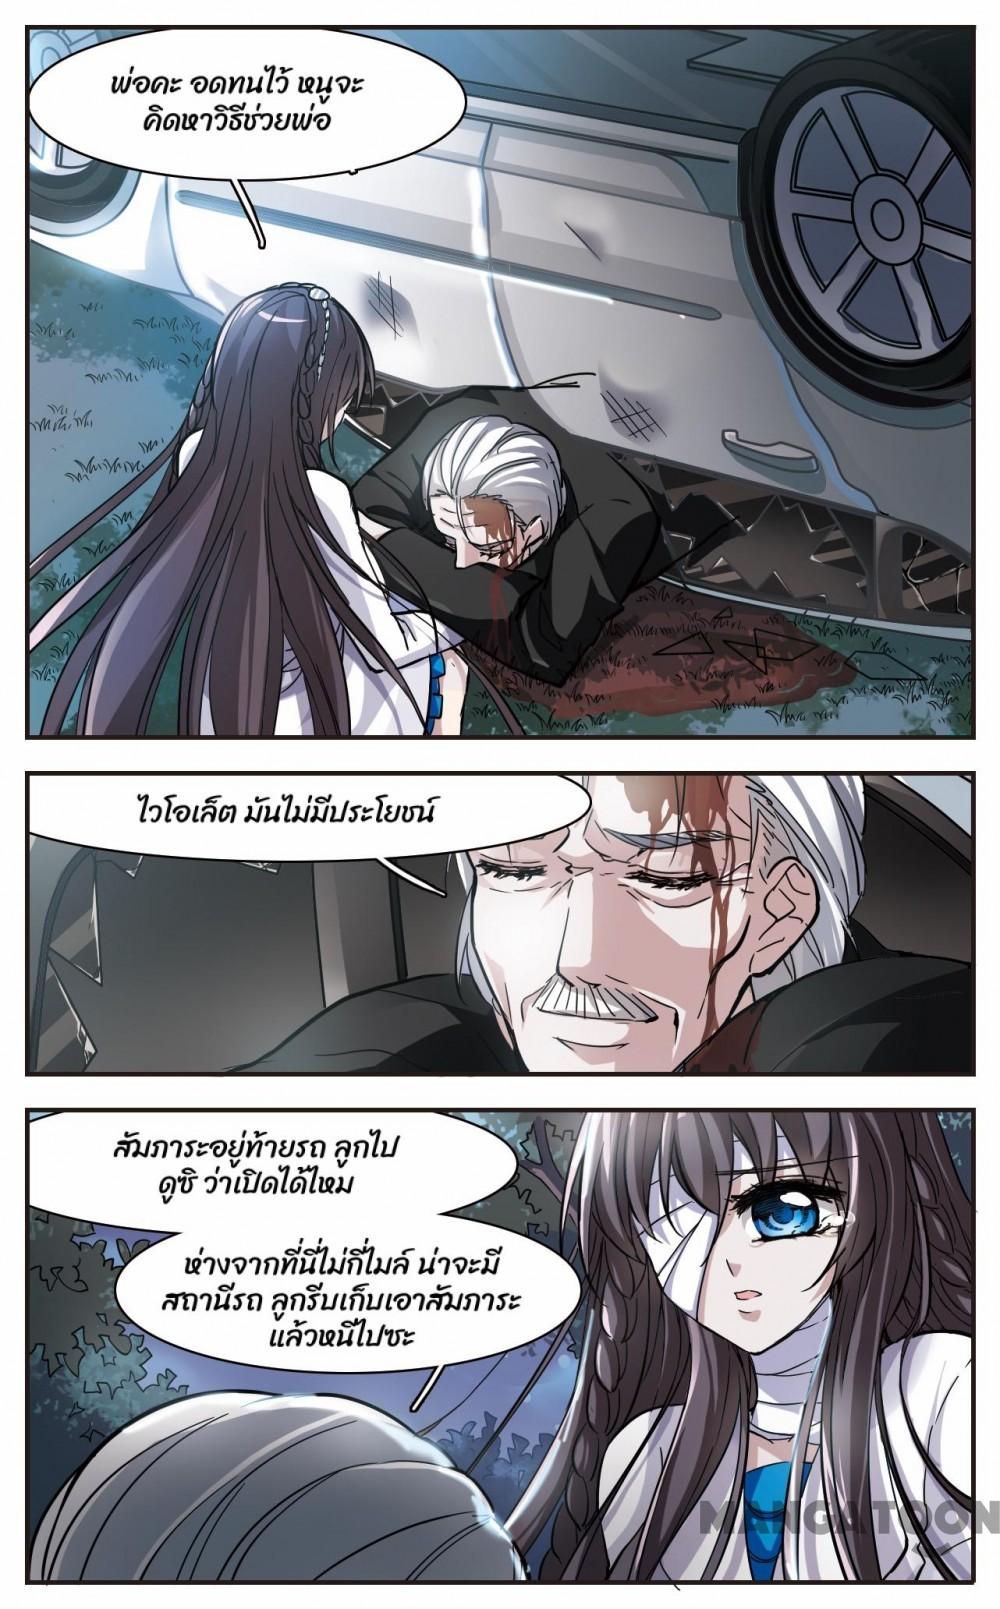 พ่อคะ อดทนไว้ หนูจะ
คิดหาวิธีช่วยพ่อ
ไวโอเล็ต มันไม่มีประโยชน์
สัมภาระอยู่ท้ายรถ ลูกไป
ดูซิ ว่าเปิดได้ไหม
ห่างจากที่นี่ไม่กี่ไมล์ น่าจะมี
สถานีรถ ลูกรีบเก็บเอาสัมภาระ
แล้วหนีไปซะ
MANGATOON